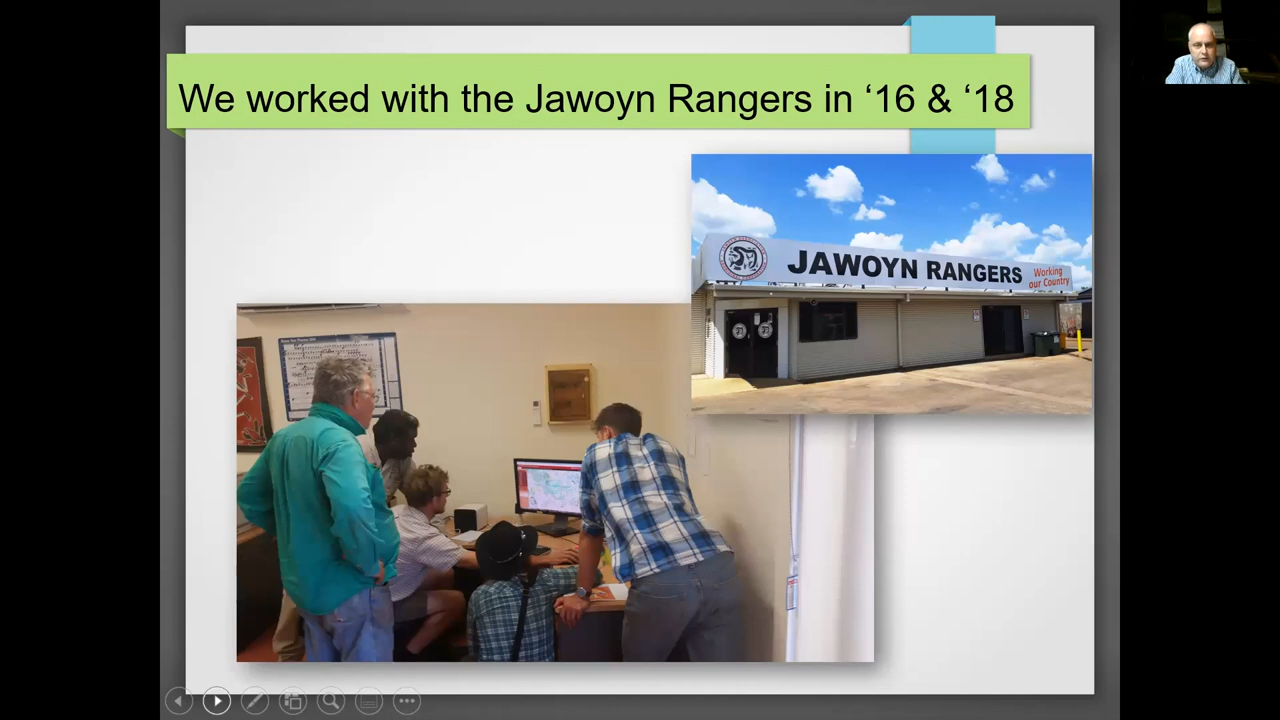 We worked with the Jawoyn Rangers in ‘16 & ‘18
JAWOYN RANGERS
Working
our Country